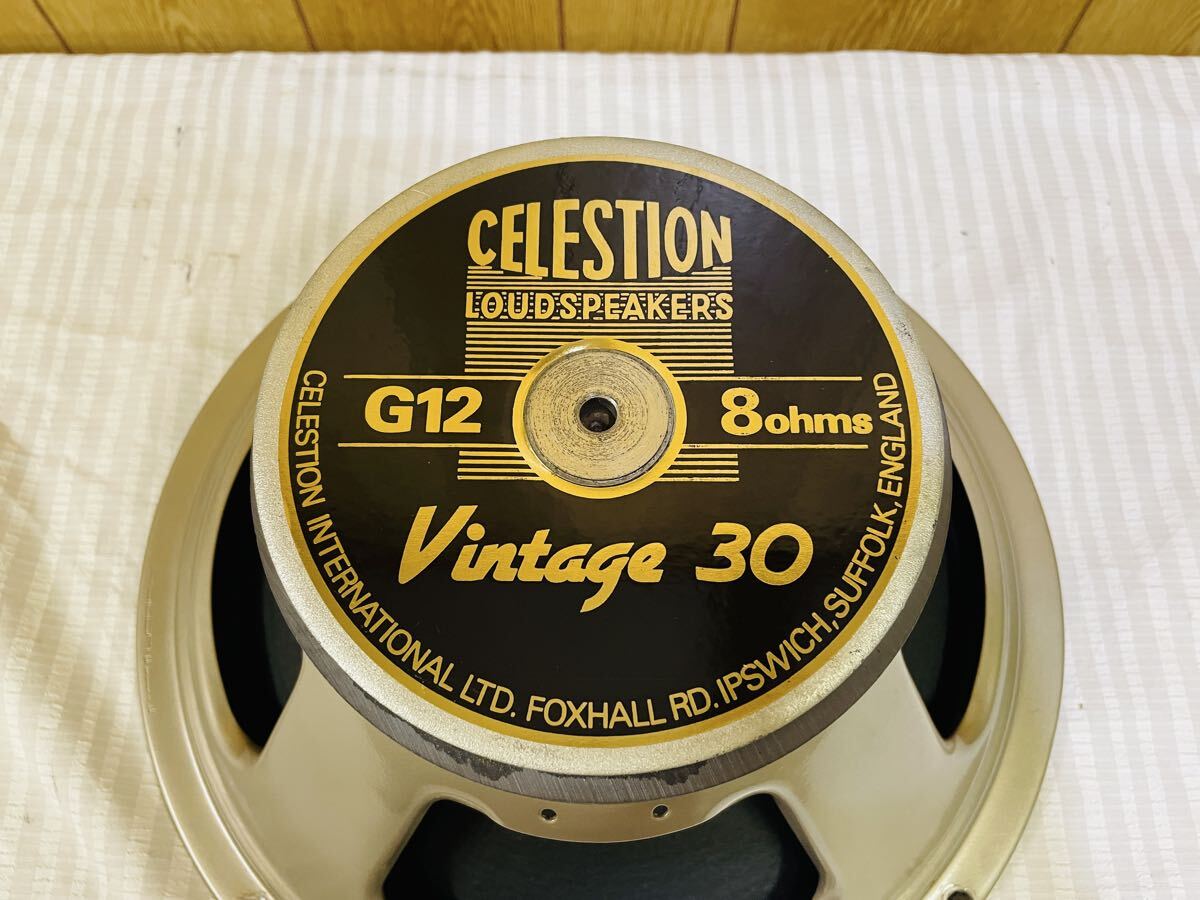 CELESTION
LOUDSPEAKERS
G12
8ohms
Vintage 30
CELESTION INTERNATIONAL LTD. FOXHALL RD. IPSWICH, SUFFOLK, ENGLAND